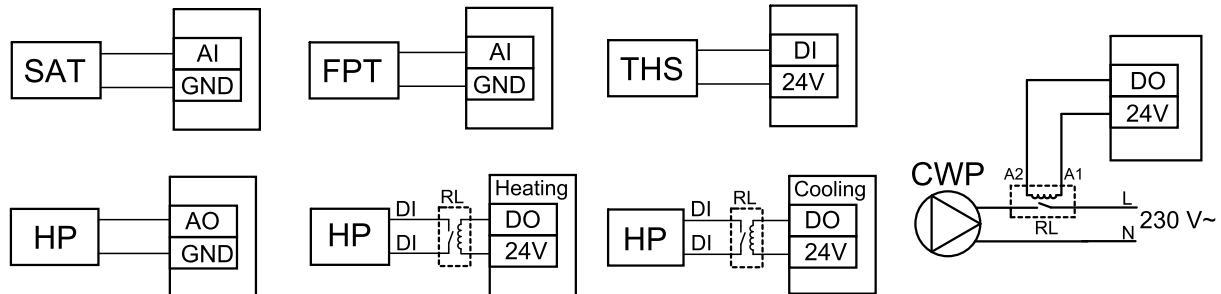 SAT
AI
GND
FPT
AI
GND
THS
DI
24V
DO
24V
CWP
A2
A1
RL
L
N
230 V~
HP
AO
GND
HP
DI
DI
RL
Heating
DO
24V
HP
DI
DI
RL
Cooling
DO
24V